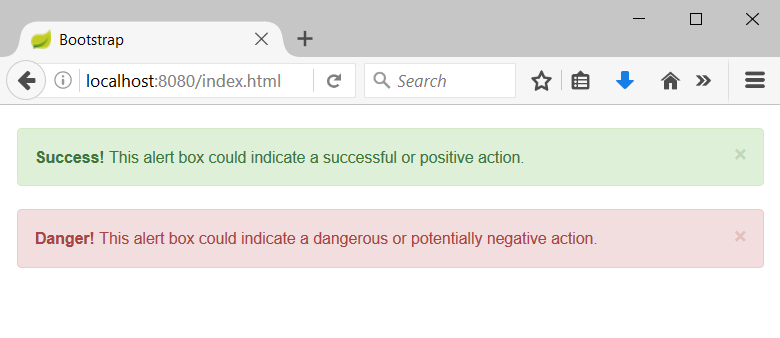 Bootstrap
localhost:8080/index.html
Search
Success! This alert box could indicate a successful or positive action.
×
Danger! This alert box could indicate a dangerous or potentially negative action.
×